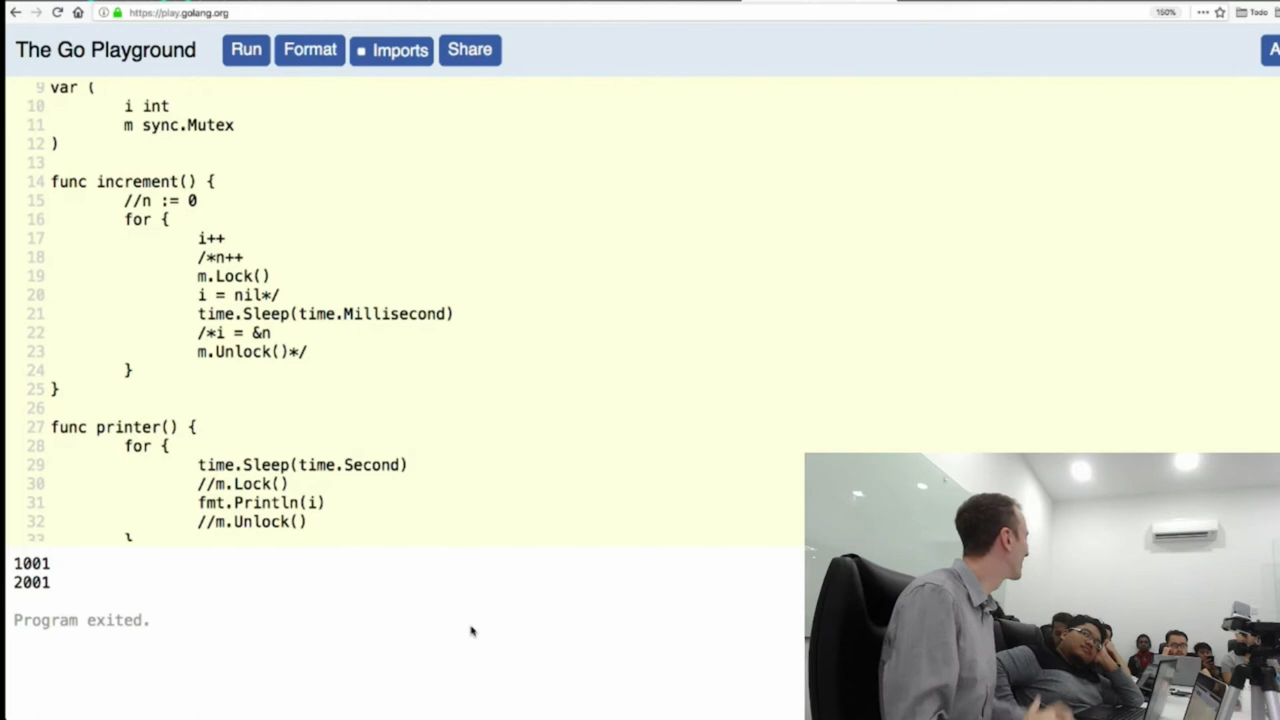 https://play.golang.org
150%
Todo
The Go Playground Run Format Imports Share
9 var (
10 i int
11 m sync.Mutex
12 )
13
14 func increment() {
15 //n := 0
16 for {
17 i++
18 /*n++
19 m.Lock()
20 i = nil*/
21 time.Sleep(time.Millisecond)
22 /*i = &n
23 m.Unlock()*/
24 }
25 }
26
27 func printer() {
28 for {
29 time.Sleep(time.Second)
30 //m.Lock()
31 fmt.Println(i)
32 //m.Unlock()
33 }
1001
2001
Program exited.